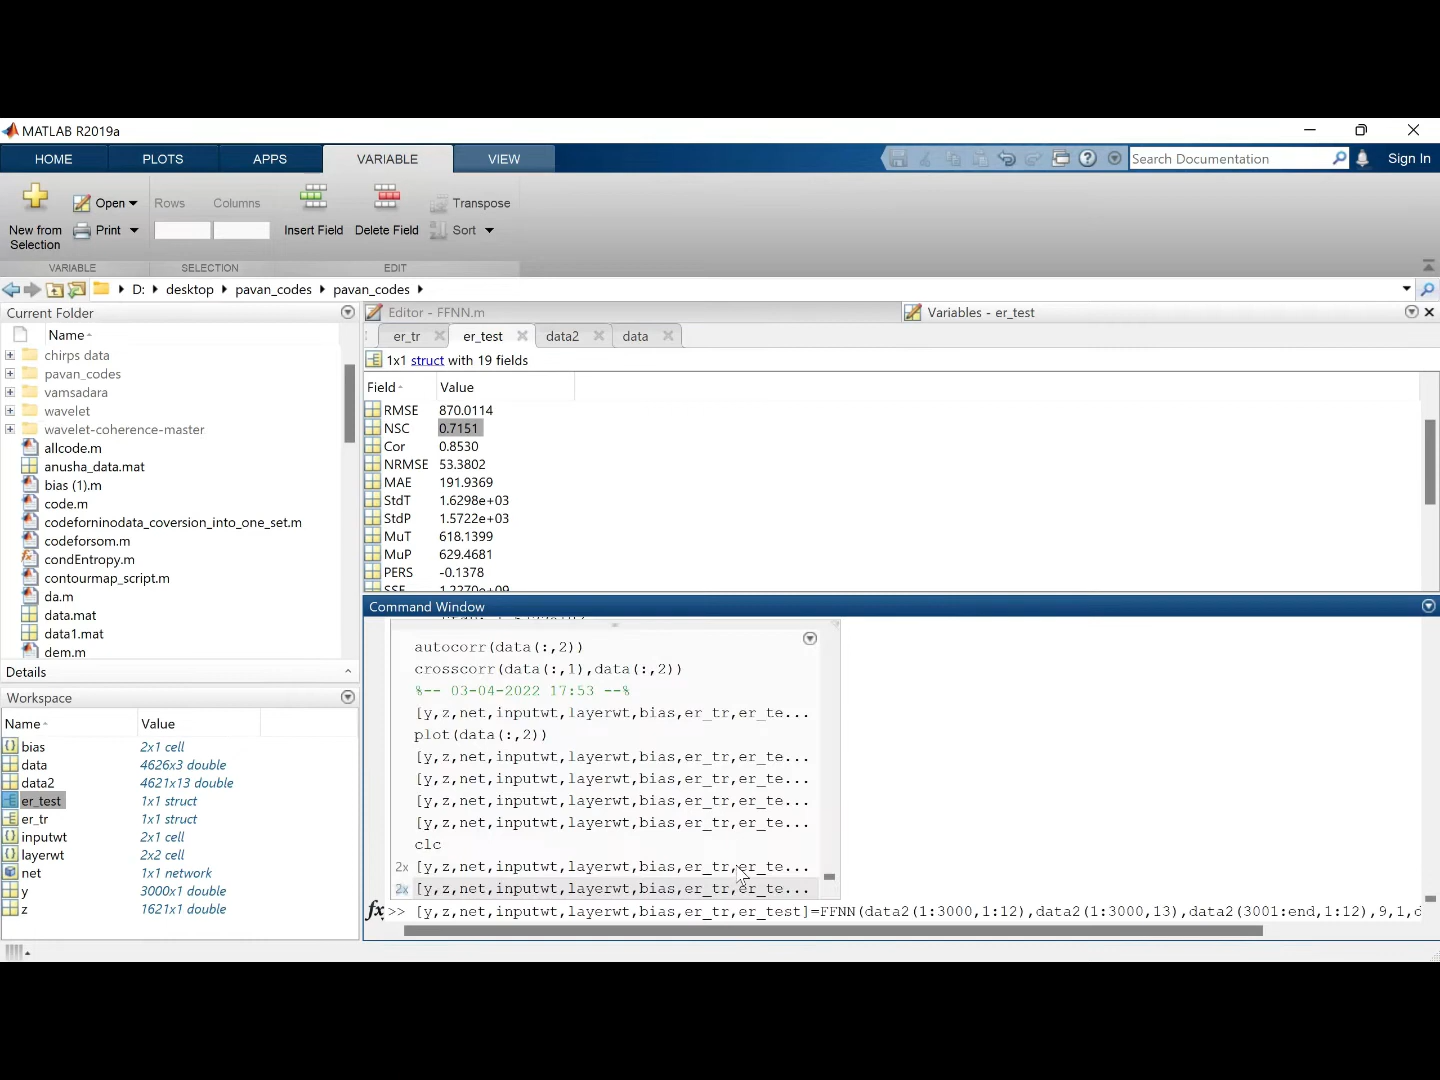 MATLAB R2019a
HOME PLOTS APPS VARIABLE VIEW
Search Documentation Sign In
New from Selection
Open
Print
Rows Columns
Insert Field Delete Field
Transpose
Sort
VARIABLE SELECTION EDIT
D: desktop pavan_codes pavan_codes
Current Folder
Name
chirps data
pavan_codes
vamsadara
wavelet
wavelet-coherence-master
allcode.m
anusha_data.mat
bias (1).m
code.m
codeforninodata_coversion_into_one_set.m
codeforsom.m
condEntropy.m
contourmap_script.m
da.m
data.mat
data1.mat
dem.m
Details
Workspace
Name Value
bias 2x1 cell
data 4626x3 double
data2 4621x13 double
er_test 1x1 struct
er_tr 1x1 struct
inputwt 2x1 cell
layerwt 2x2 cell
net 1x1 network
y 3000x1 double
z 1621x1 double
Editor - FFNN.m
Variables - er_test
er_tr er_test data2 data
1x1 struct with 19 fields
Field Value
RMSE 870.0114
NSC 0.7151
Cor 0.8530
NRMSE 53.3802
MAE 191.9369
StdT 1.6298e+03
StdP 1.5722e+03
MuT 618.1399
MuP 629.4681
PERS -0.1378
SSE 1.2270e+09
Command Window
autocorr(data(:,2))
crosscorr(data(:,1),data(:,2))
%-- 03-04-2022 17:53 --%
[y,z,net,inputwt,layerwt,bias,er_tr,er_te...
plot(data(:,2))
[y,z,net,inputwt,layerwt,bias,er_tr,er_te...
[y,z,net,inputwt,layerwt,bias,er_tr,er_te...
[y,z,net,inputwt,layerwt,bias,er_tr,er_te...
[y,z,net,inputwt,layerwt,bias,er_tr,er_te...
clc
2x [y,z,net,inputwt,layerwt,bias,er_tr,er_te...
2x [y,z,net,inputwt,layerwt,bias,er_tr,er_te...
fx >> [y,z,net,inputwt,layerwt,bias,er_tr,er_test]=FFNN(data2(1:3000,1:12),data2(1:3000,13),data2(3001:end,1:12),9,1,d